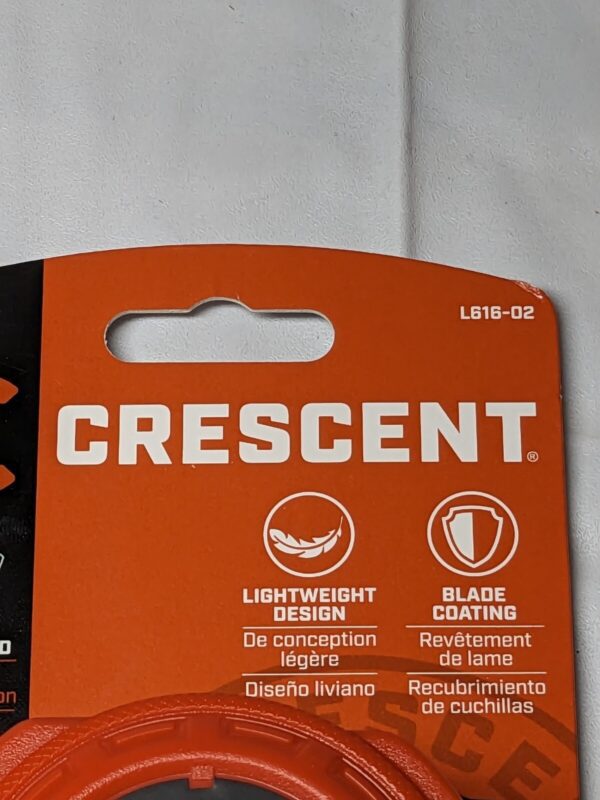 L616-02
CRESCENT®
LIGHTWEIGHT
DESIGN
De conception
légère
Diseño liviano
BLADE
COATING
Revêtement
de lame
Recubrimiento
de cuchillas